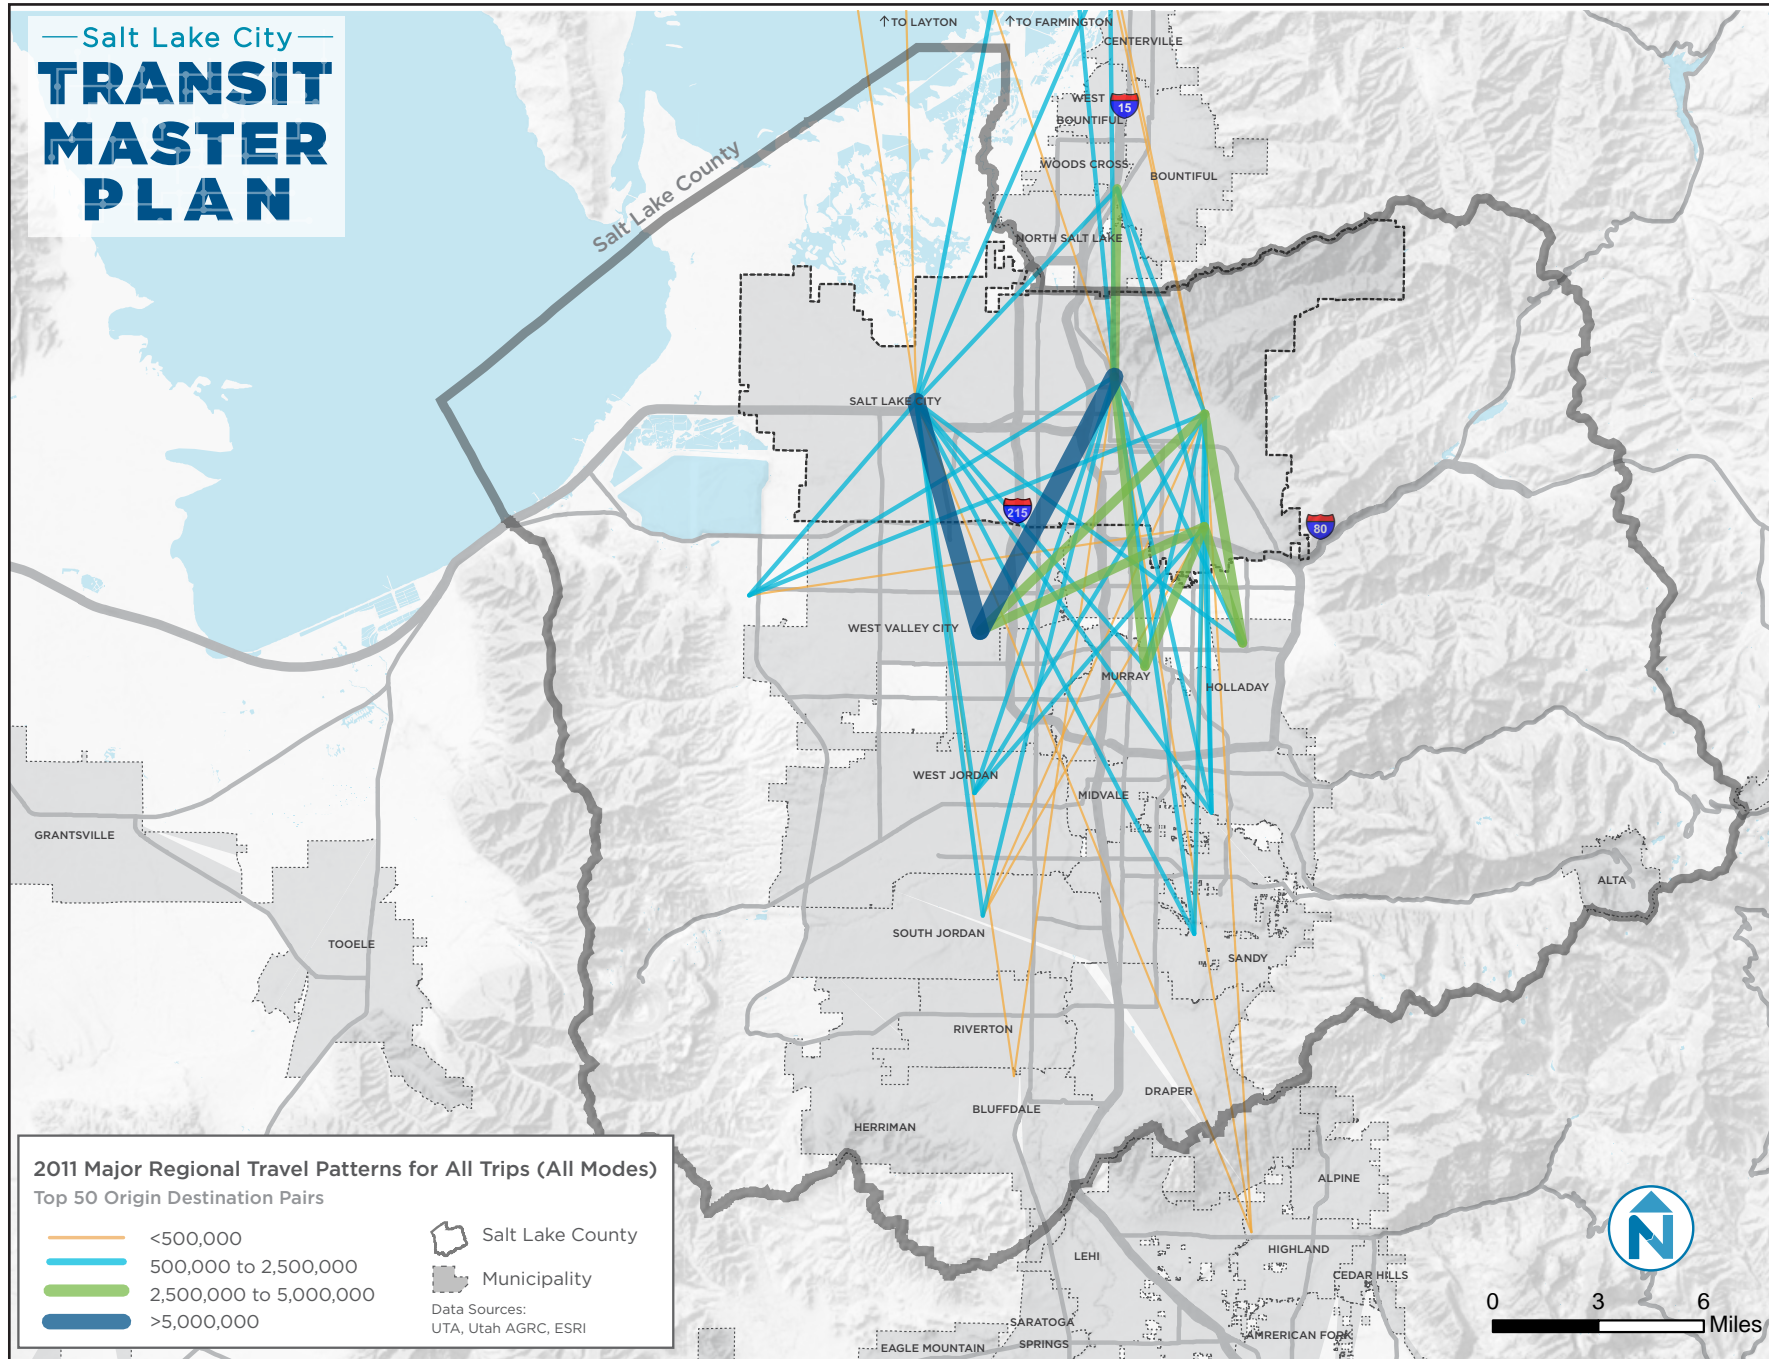 Salt Lake City
TRANSIT
MASTER
PLAN
↑TO LAYTON
↑TO FARMINGTON
CENTERVILLE
WEST
BOUNTIFUL
15
WOODS CROSS
BOUNTIFUL
Salt Lake County
NORTH SALT LAKE
SALT LAKE CITY
215
80
WEST VALLEY CITY
MURRAY
HOLLADAY
WEST JORDAN
MIDVALE
GRANTSVILLE
ALTA
SOUTH JORDAN
TOOELE
SANDY
RIVERTON
DRAPER
BLUFFDALE
HERRIMAN
ALPINE
LEHI
HIGHLAND
CEDAR HILLS
SARATOGA
SPRINGS
AMRERICAN FORK
EAGLE MOUNTAIN
2011 Major Regional Travel Patterns for All Trips (All Modes)
Top 50 Origin Destination Pairs
<500,000
500,000 to 2,500,000
2,500,000 to 5,000,000
>5,000,000
Salt Lake County
Municipality
Data Sources:
UTA, Utah AGRC, ESRI
N
0 3 6
Miles